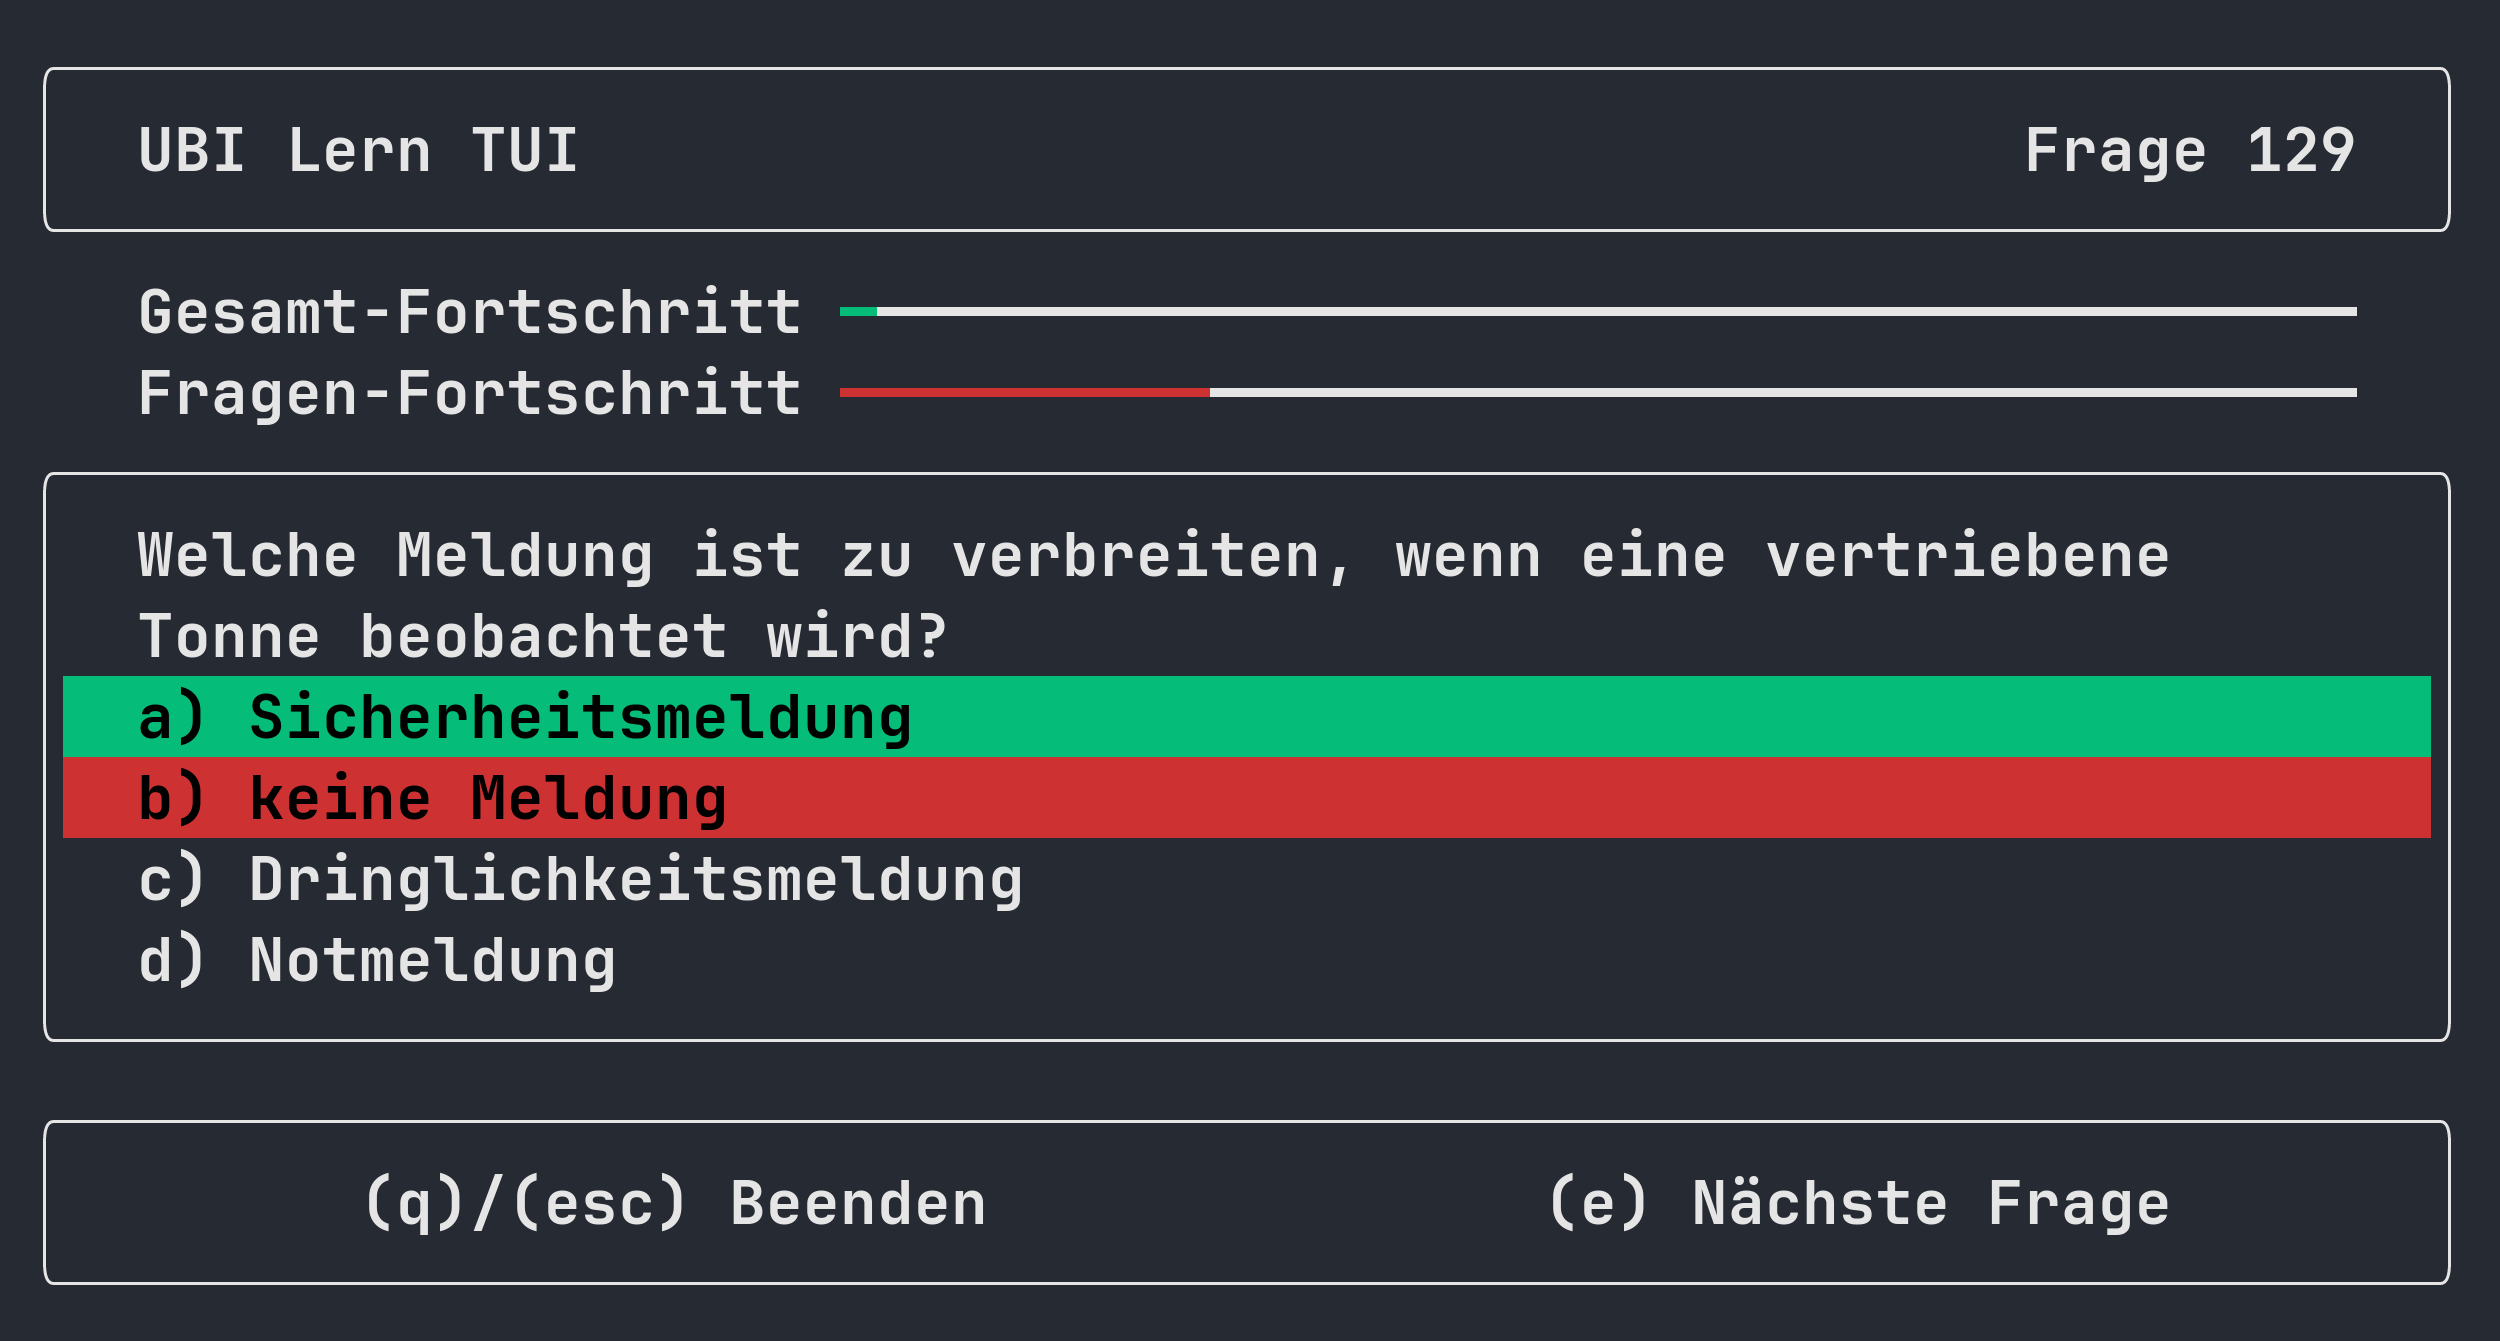 UBI Lern TUI Frage 129
Gesamt-Fortschritt
Fragen-Fortschritt
Welche Meldung ist zu verbreiten, wenn eine vertriebene
Tonne beobachtet wird?
a) Sicherheitsmeldung
b) keine Meldung
c) Dringlichkeitsmeldung
d) Notmeldung
(q)/(esc) Beenden (e) Nächste Frage